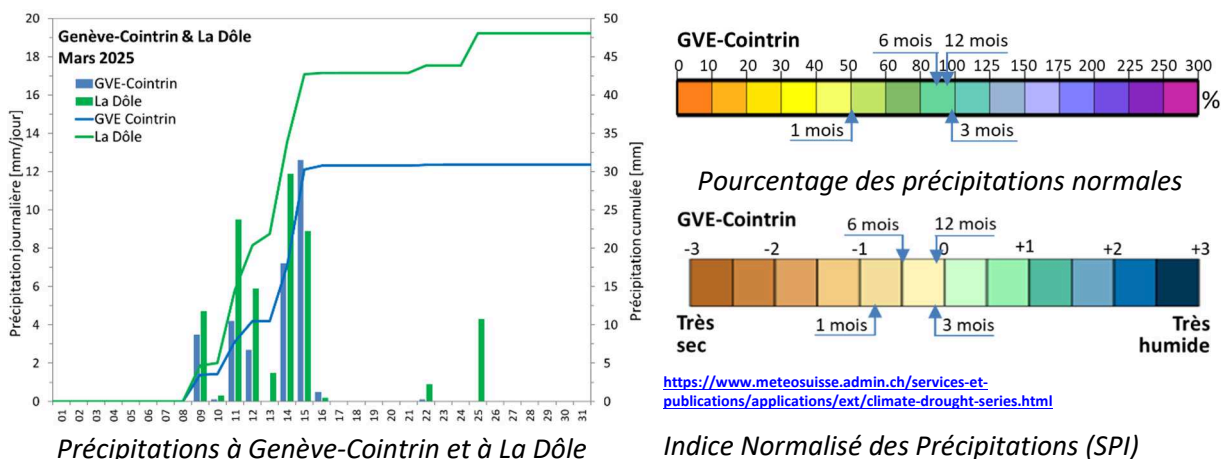 Genève-Cointrin & La Dôle
Mars 2025
GVE-Cointrin
La Dôle
GVE Cointrin
La Dôle
Précipitation journalière [mm/jour]
20
18
16
14
12
10
8
6
4
2
0
50
45
40
35
30
25
20
15
10
5
0
Précipitation cumulée [mm]
01 02 03 04 05 06 07 08 09 10 11 12 13 14 15 16 17 18 19 20 21 22 23 24 25 26 27 28 29 30 31
Précipitations à Genève-Cointrin et à La Dôle
GVE-Cointrin
6 mois 12 mois
0 10 20 30 40 50 60 80 100 125 150 175 200 225 250 300
%
1 mois 3 mois
Pourcentage des précipitations normales
GVE-Cointrin
6 mois 12 mois
-3 -2 -1 0 +1 +2 +3
1 mois 3 mois
Très sec
Très humide
https://www.meteosuisse.admin.ch/services-et-
publications/applications/ext/climate-drought-series.html
Indice Normalisé des Précipitations (SPI)